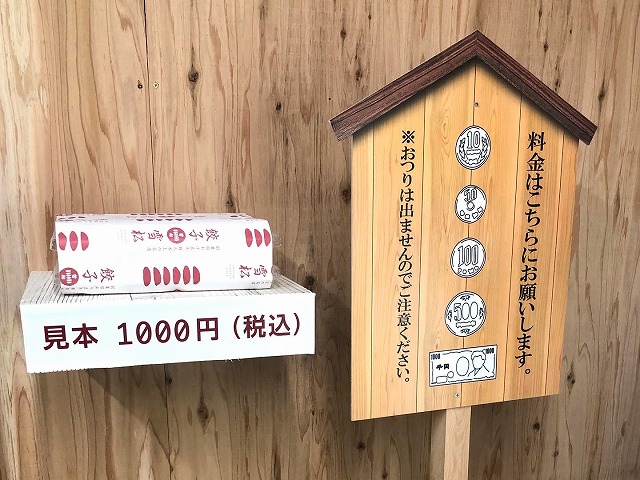 餃子 雪松
餃子 雪松
見本 1000円（税込）
料金はこちらにお願いします。
10
50
100
500
1000 1000
千円
※おつりは出ませんのでご注意ください。